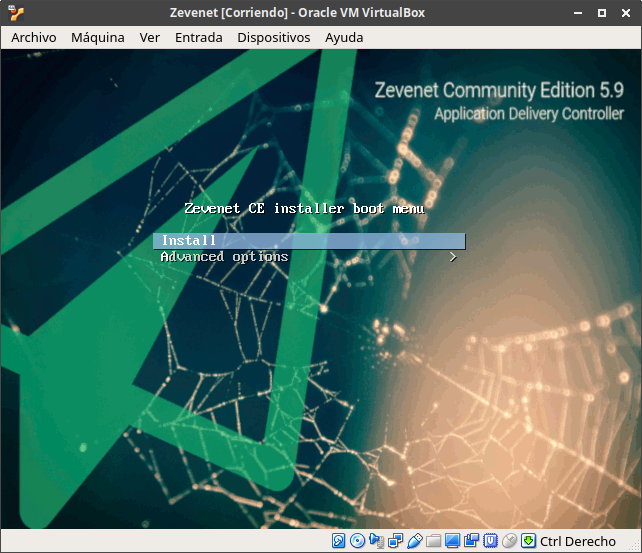 Zevenet [Corriendo] - Oracle VM VirtualBox
Archivo Máquina Ver Entrada Dispositivos Ayuda
Zevenet Community Edition 5.9
Application Delivery Controller
Zevenet CE installer boot menu
Install
Advanced options >
Ctrl Derecho